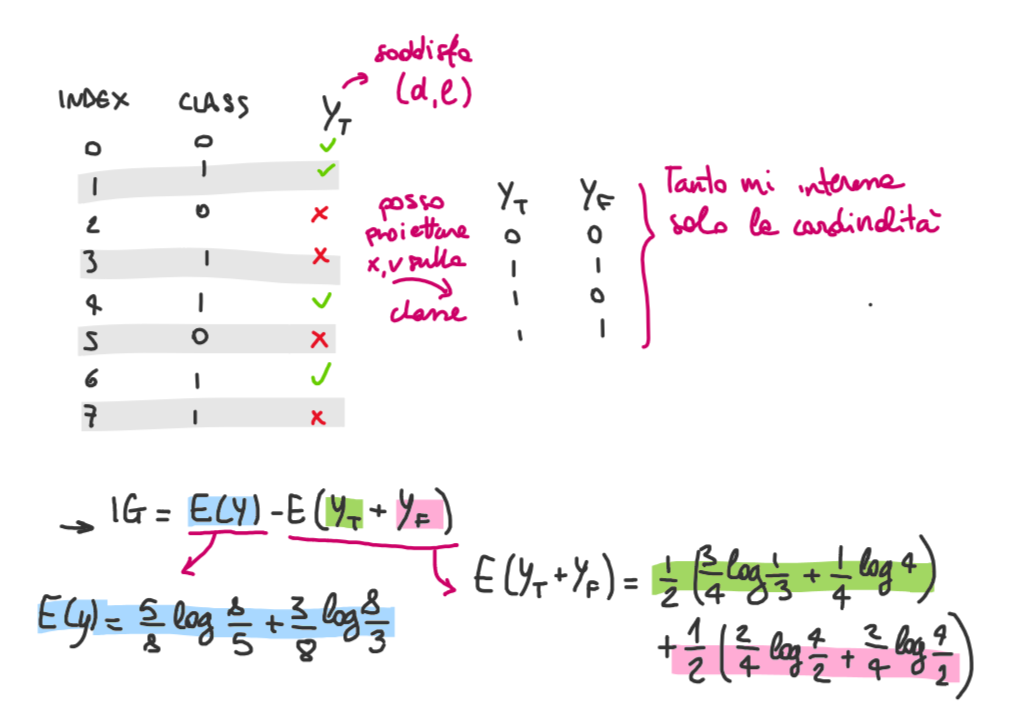 soddisfa
(d,l)
INDEX CLASS Y_T
0 0 ✓
1 1 ✓
2 0 ✗
3 1 ✗
4 1 ✓
5 0 ✗
6 1 ✓
7 1 ✗
posso
proiettare
x,v sulla
classe
Y_T Y_F
0 0
1 1
1 0
1 1
Tanto mi interessa
solo la cardinalità
→ IG = E(Y) - E(Y_T + Y_F)
E(y) = 5/8 log 8/5 + 3/8 log 8/3
E(Y_T + Y_F) = 1/2 (3/4 log 1/3 + 1/4 log 4)
+ 1/2 (2/4 log 4/2 + 2/4 log 4/2)